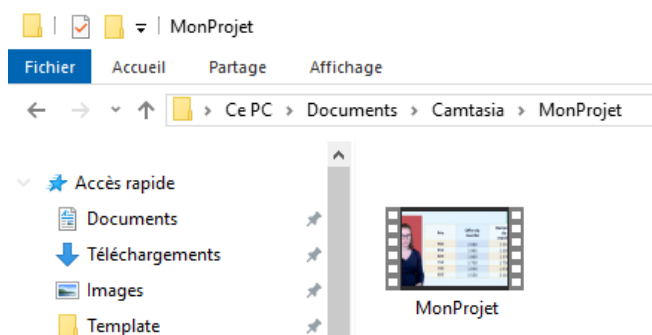 MonProjet
Fichier Accueil Partage Affichage
Ce PC > Documents > Camtasia > MonProjet
Accès rapide
Documents
Téléchargements
Images
Template
MonProjet